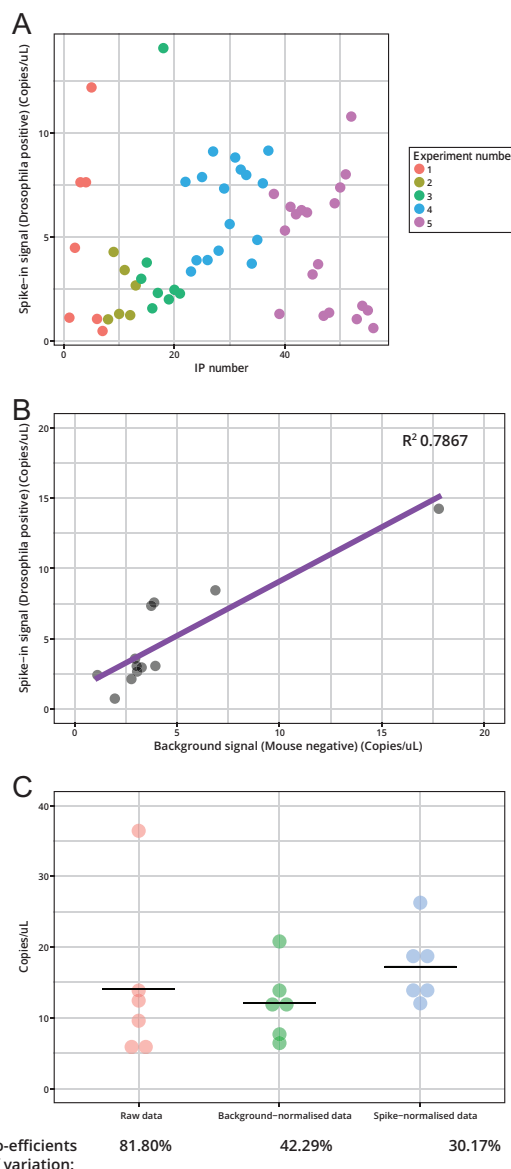 A
Spike−in signal (Drosophila positive) (Copies/uL)
10
5
0
0
20
40
IP number
Experiment number
1
2
3
4
5
B
Spike−in signal (Drosophila positive) (Copies/uL)
20
15
10
5
0
R² 0.7867
0
5
10
15
20
Background signal (Mouse negative) (Copies/uL)
C
Copies/uL
40
30
20
10
0
Raw data
Background−normalised data
Spike−normalised data
o-efficients
81.80%
42.29%
30.17%
variation: